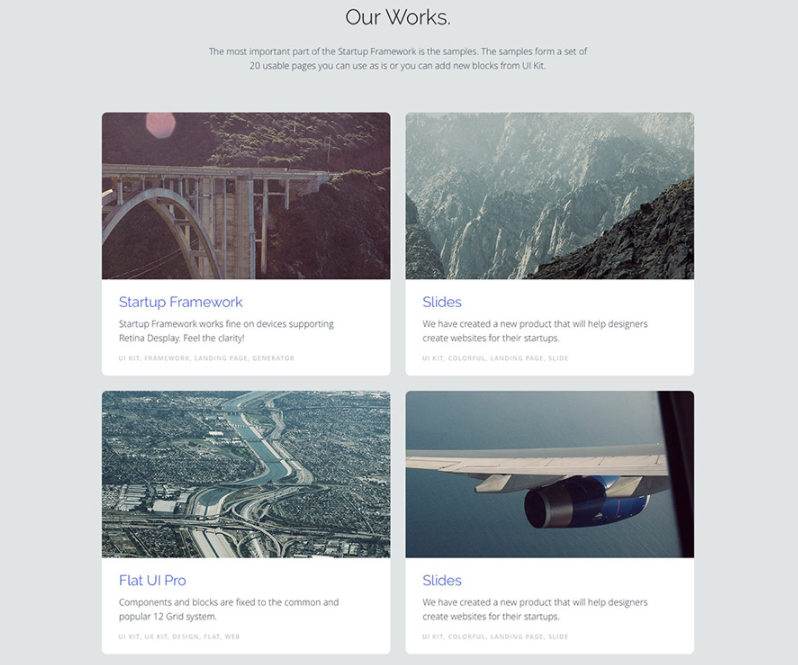 Our Works.
The most important part of the Startup Framework is the samples. The samples form a set of
20 usable pages you can use as is or you can add new blocks from UI Kit.
Startup Framework
Startup Framework works fine on devices supporting
Retina Desplay. Feel the clarity!
UI KIT, FRAMEWORK, LANDING PAGE, GENERATOR
Slides
We have created a new product that will help designers
create websites for their startups.
UI KIT, COLORFUL, LANDING PAGE, SLIDE
Flat UI Pro
Components and blocks are fixed to the common and
popular 12 Grid system.
UI KIT, UX KIT, DESIGN, FLAT, WEB
Slides
We have created a new product that will help designers
create websites for their startups.
UI KIT, COLORFUL, LANDING PAGE, SLIDE